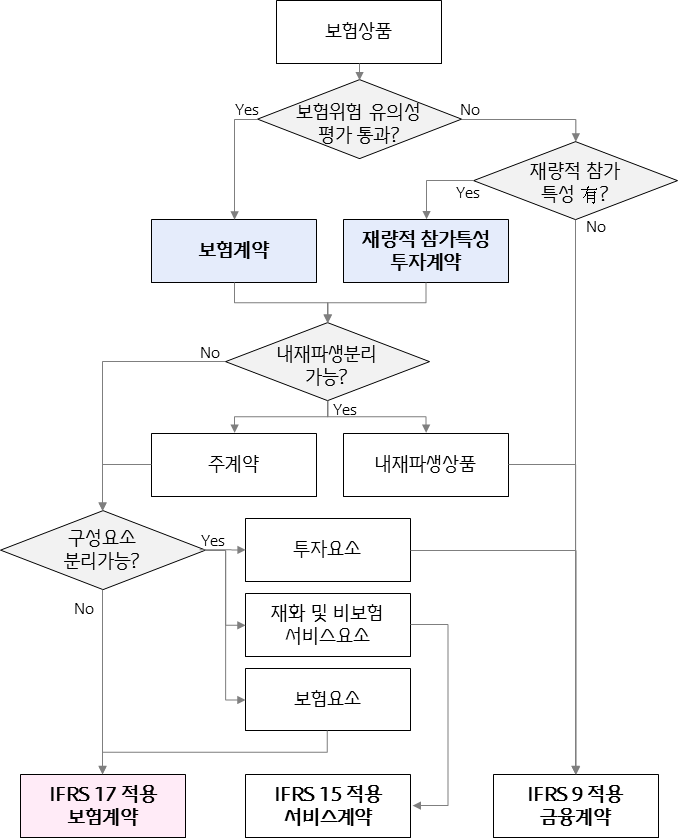 보험상품
보험위험 유의성
평가 통과?
Yes
No
재량적 참가
특성 有?
Yes
No
보험계약
재량적 참가특성
투자계약
내재파생분리
가능?
No
Yes
주계약
내재파생상품
구성요소
분리가능?
Yes
No
투자요소
재화 및 비보험
서비스요소
보험요소
IFRS 17 적용
보험계약
IFRS 15 적용
서비스계약
IFRS 9 적용
금융계약